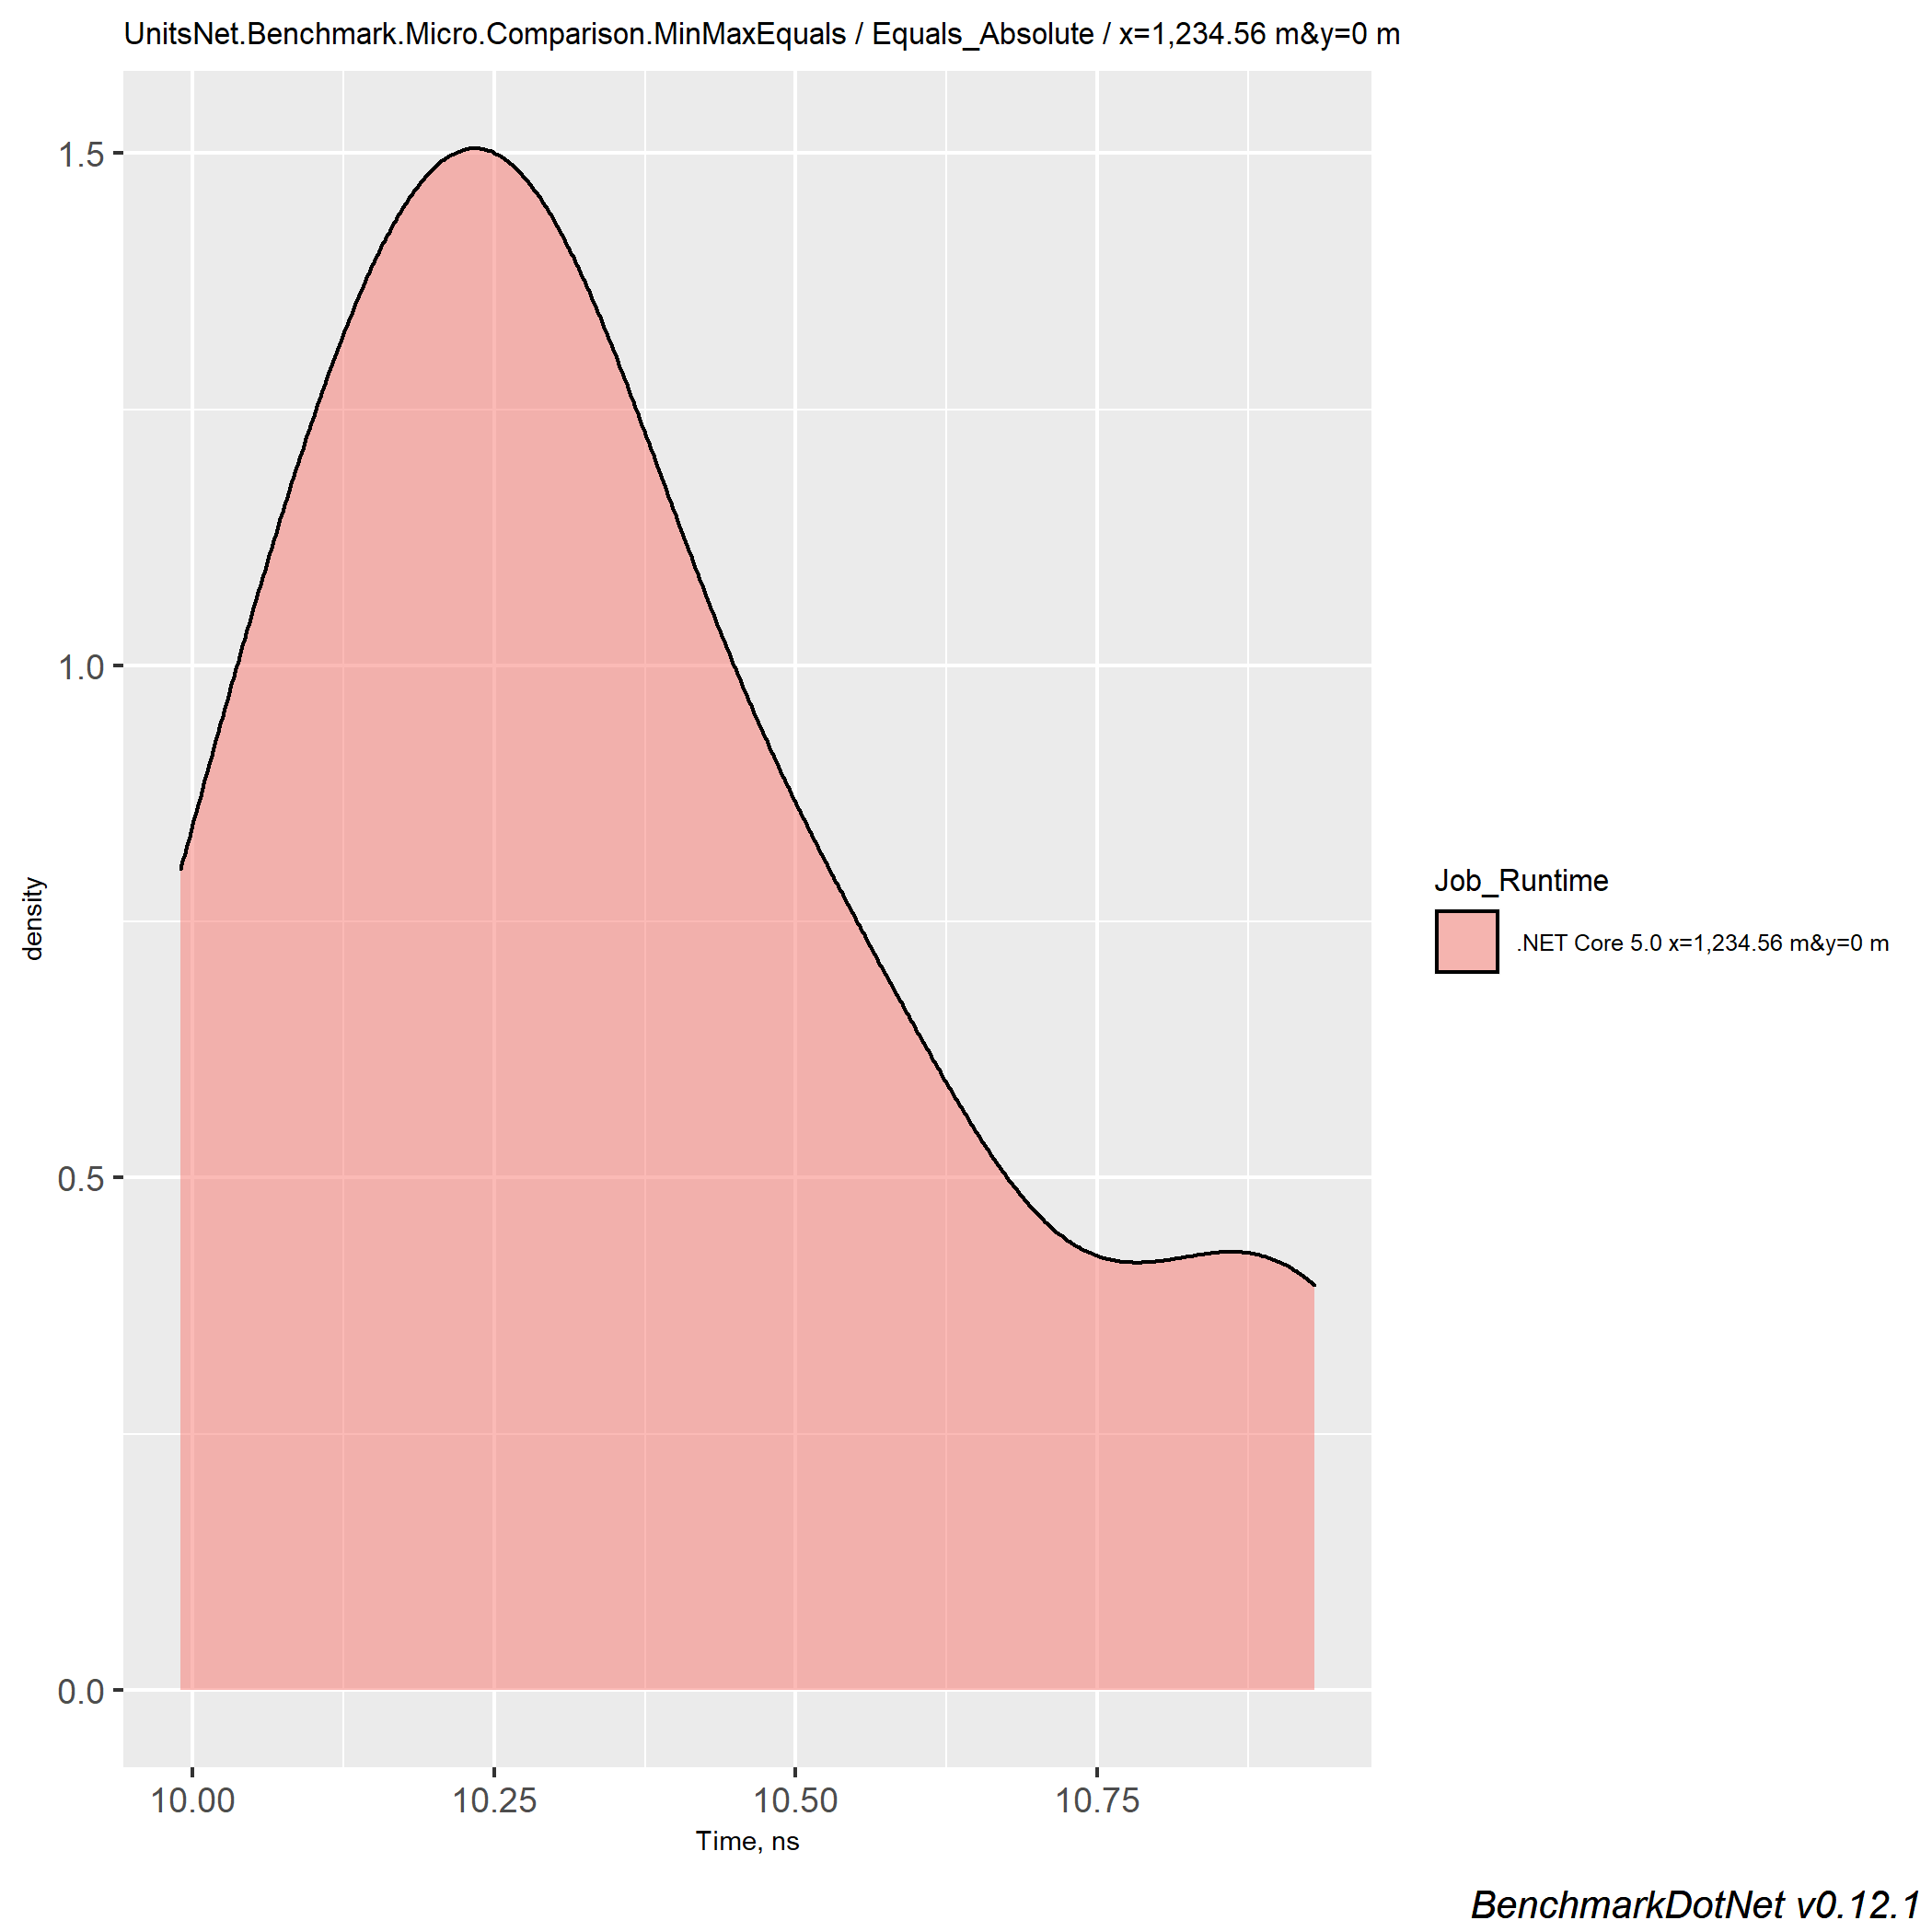 UnitsNet.Benchmark.Micro.Comparison.MinMaxEquals / Equals_Absolute / x=1,234.56 m&y=0 m
1.5
1.0
0.5
0.0
density
10.00 10.25 10.50 10.75
Time, ns
Job_Runtime
.NET Core 5.0 x=1,234.56 m&y=0 m
BenchmarkDotNet v0.12.1